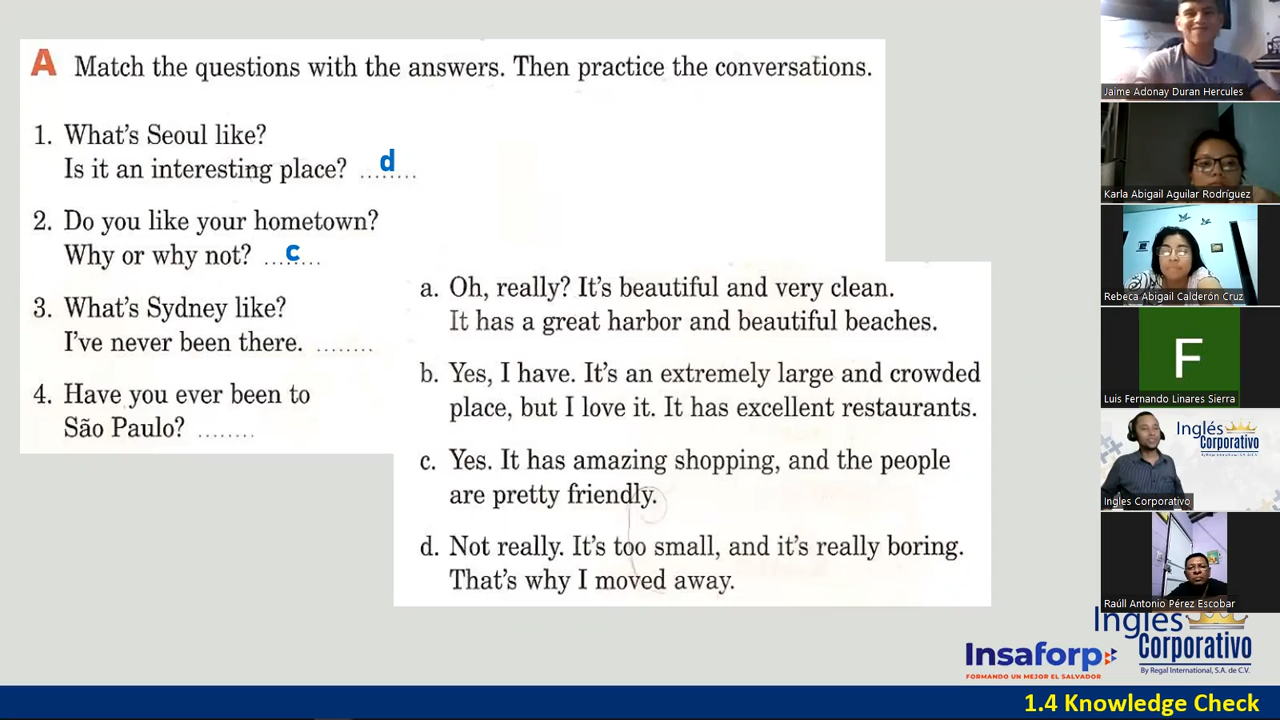 A Match the questions with the answers. Then practice the conversations.
1. What's Seoul like?
Is it an interesting place? ........ d
2. Do you like your hometown?
Why or why not? ........ c
3. What's Sydney like?
I've never been there. ........
4. Have you ever been to
São Paulo? ........
a. Oh, really? It's beautiful and very clean.
It has a great harbor and beautiful beaches.
b. Yes, I have. It's an extremely large and crowded
place, but I love it. It has excellent restaurants.
c. Yes. It has amazing shopping, and the people
are pretty friendly.
d. Not really. It's too small, and it's really boring.
That's why I moved away.
Jaime Adonay Duran Hercules
Karla Abigail Aguilar Rodríguez
Rebeca Abigail Calderón Cruz
F
Luis Fernando Linares Sierra
Inglés
Corporativo
By Regal International, S.A. de C.V.
Ingles Corporativo
Raúll Antonio Pérez Escobar
Insaforp
FORMANDO UN MEJOR EL SALVADOR
Inglés
Corporativo
By Regal International, S.A. de C.V.
1.4 Knowledge Check